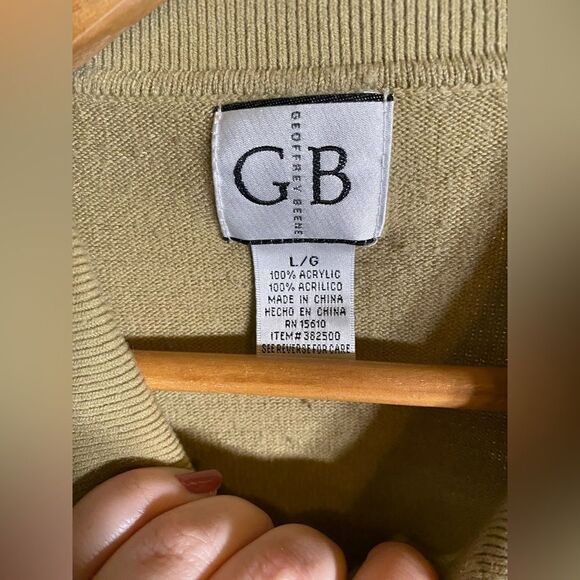 GB
GEOFFREY BEENE
L/G
100% ACRYLIC
100% ACRILICO
MADE IN CHINA
HECHO EN CHINA
RN 15610
ITEM# 382500
SEE REVERSE FOR CARE